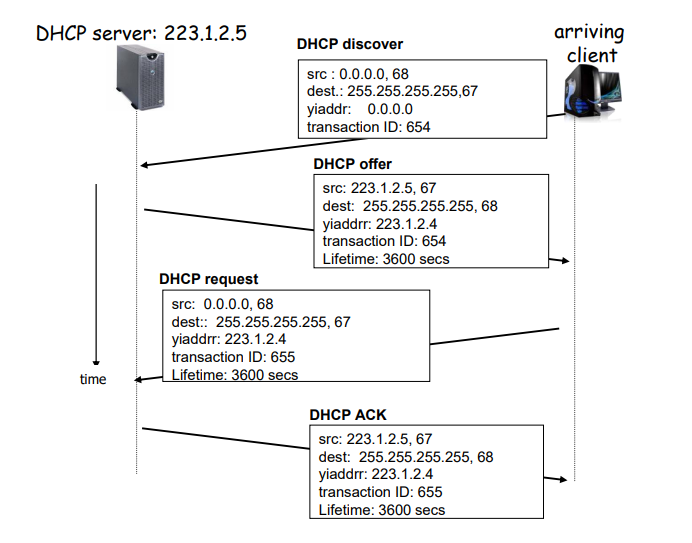 DHCP server: 223.1.2.5
arriving
client
DHCP discover
src : 0.0.0.0, 68
dest.: 255.255.255.255,67
yiaddr: 0.0.0.0
transaction ID: 654
DHCP offer
src: 223.1.2.5, 67
dest: 255.255.255.255, 68
yiaddrr: 223.1.2.4
transaction ID: 654
Lifetime: 3600 secs
DHCP request
src: 0.0.0.0, 68
dest:: 255.255.255.255, 67
yiaddrr: 223.1.2.4
transaction ID: 655
Lifetime: 3600 secs
time
DHCP ACK
src: 223.1.2.5, 67
dest: 255.255.255.255, 68
yiaddrr: 223.1.2.4
transaction ID: 655
Lifetime: 3600 secs